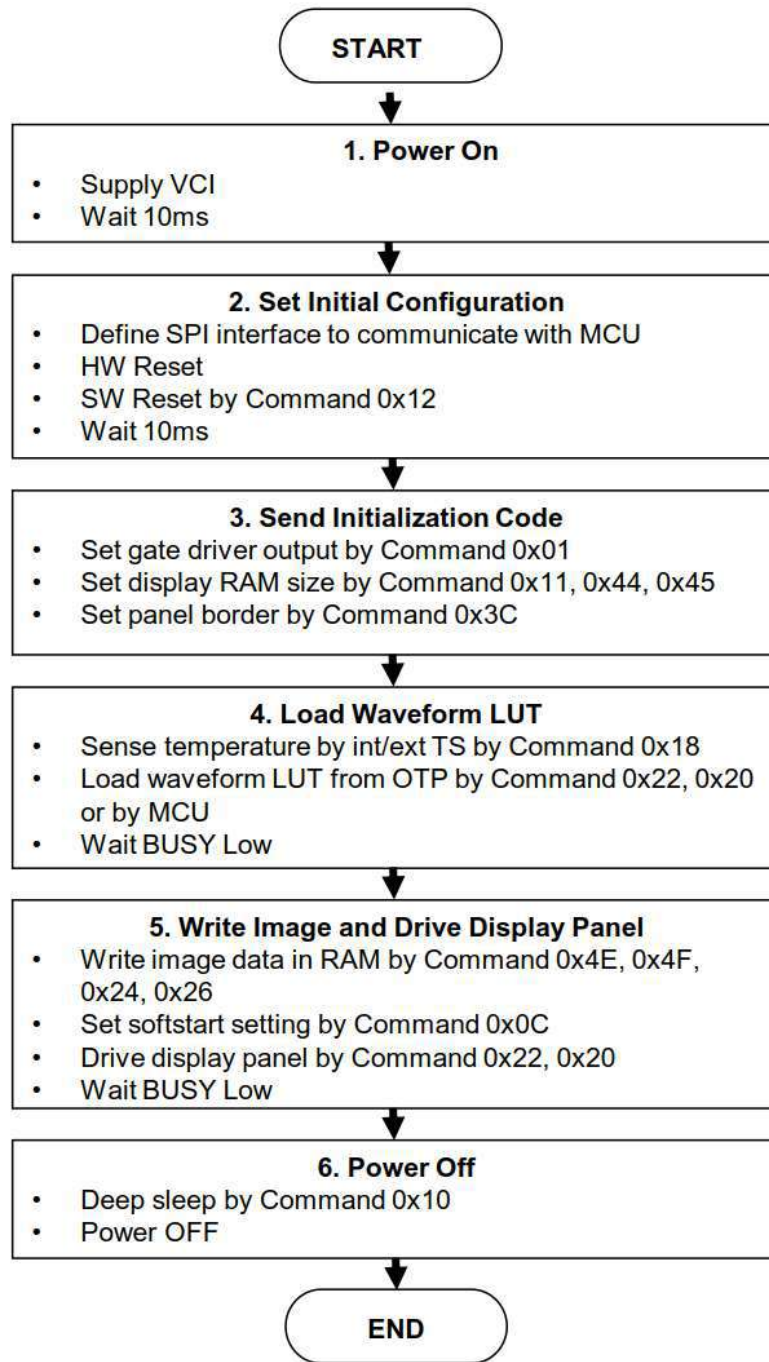 START
1. Power On
• Supply VCI
• Wait 10ms
2. Set Initial Configuration
• Define SPI interface to communicate with MCU
• HW Reset
• SW Reset by Command 0x12
• Wait 10ms
3. Send Initialization Code
• Set gate driver output by Command 0x01
• Set display RAM size by Command 0x11, 0x44, 0x45
• Set panel border by Command 0x3C
4. Load Waveform LUT
• Sense temperature by int/ext TS by Command 0x18
• Load waveform LUT from OTP by Command 0x22, 0x20
or by MCU
• Wait BUSY Low
5. Write Image and Drive Display Panel
• Write image data in RAM by Command 0x4E, 0x4F,
0x24, 0x26
• Set softstart setting by Command 0x0C
• Drive display panel by Command 0x22, 0x20
• Wait BUSY Low
6. Power Off
• Deep sleep by Command 0x10
• Power OFF
END